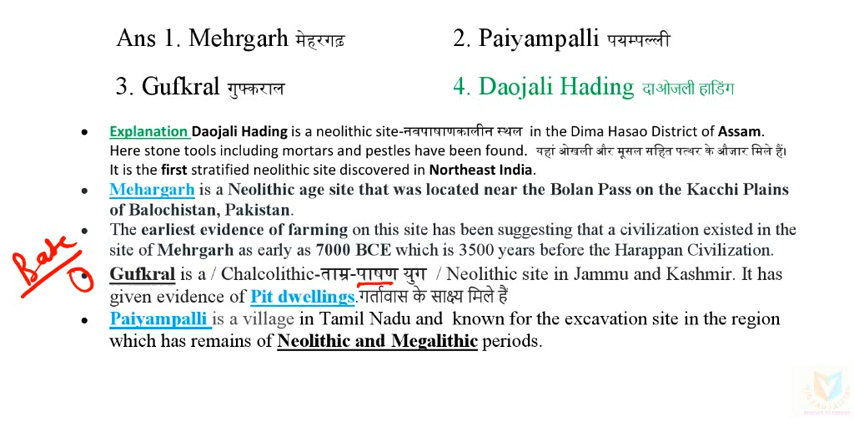 Ans 1. Mehrgarh मेहरगढ़ 2. Paiyampalli पयम्पल्ली
3. Gufkral गुफ्कराल 4. Daojali Hading दाओजली हाडिंग
• Explanation Daojali Hading is a neolithic site-नवपाषाणकालीन स्थल in the Dima Hasao District of Assam.
Here stone tools including mortars and pestles have been found. यहां ओखली और मूसल सहित पत्थर के औजार मिले हैं।
It is the first stratified neolithic site discovered in Northeast India.
• Mehargarh is a Neolithic age site that was located near the Bolan Pass on the Kacchi Plains
of Balochistan, Pakistan.
• The earliest evidence of farming on this site has been suggesting that a civilization existed in the
site of Mehrgarh as early as 7000 BCE which is 3500 years before the Harappan Civilization.
• Gufkral is a / Chalcolithic-ताम्र-पाषण युग / Neolithic site in Jammu and Kashmir. It has
given evidence of Pit dwellings.गर्तावास के साक्ष्य मिले हैं
• Paiyampalli is a village in Tamil Nadu and known for the excavation site in the region
which has remains of Neolithic and Megalithic periods.